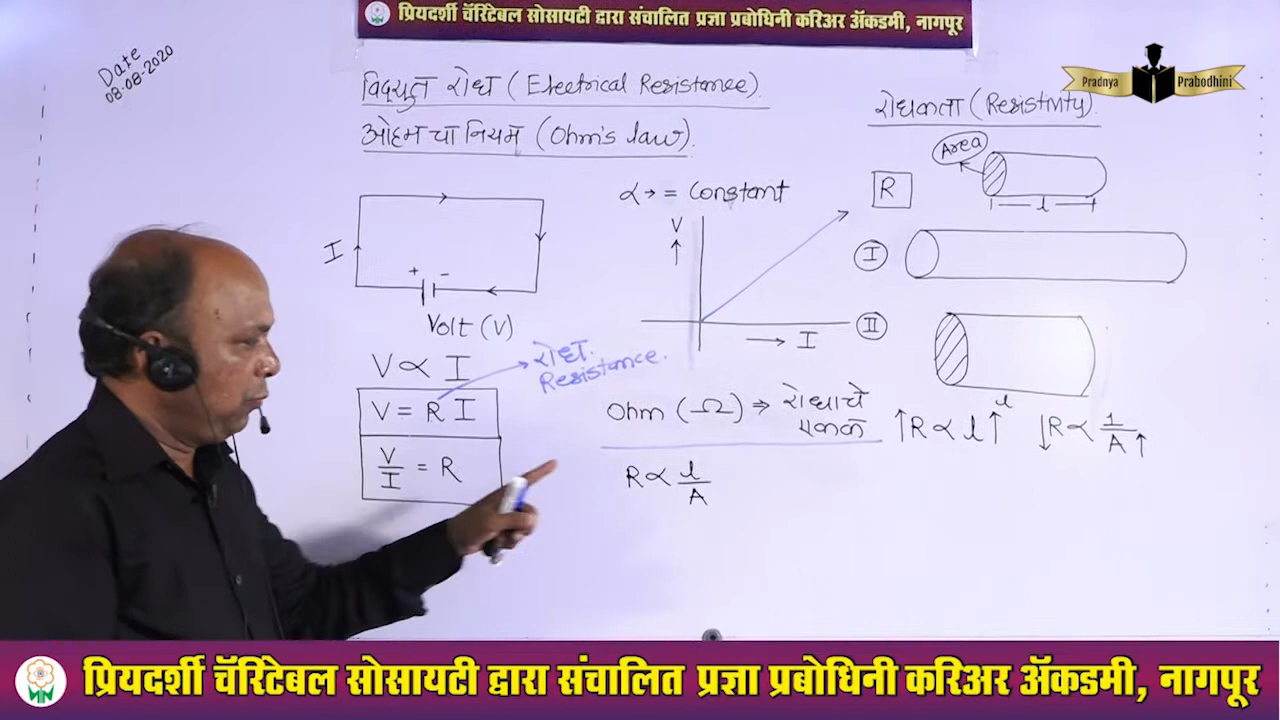 प्रियदर्शी चॅरिटेबल सोसायटी द्वारा संचालित प्रज्ञा प्रबोधिनी करिअर ॲकडमी, नागपूर
Date
08-08-2020
Pradnya Prabodhini
विद्युत रोध (Electrical Resistance).
ओहम चा नियम (Ohm's law).
रोधकता (Resistivity)
Area
l
R
α → = Constant
V
I
I
+ -
Volt (V)
I
II
V ∝ I
रोध.
Resistance.
V = R I
V/I = R
Ohm (Ω) ⇒ रोधाचे
एकक
↑R ∝ l↑ l
↓R ∝ 1/A↑
R ∝ l/A
प्रियदर्शी चॅरिटेबल सोसायटी द्वारा संचालित प्रज्ञा प्रबोधिनी करिअर ॲकडमी, नागपूर